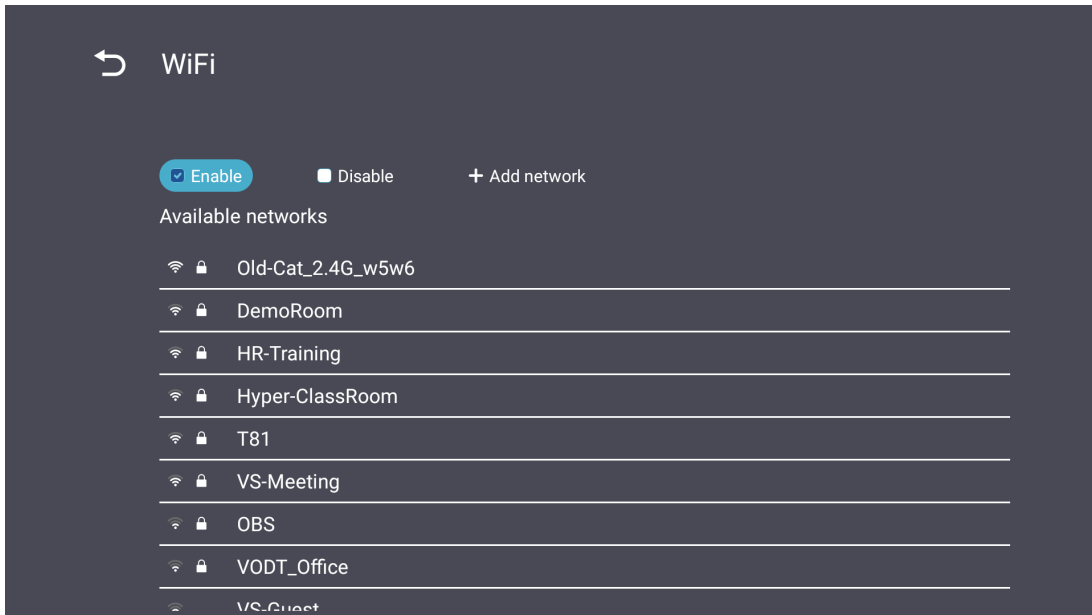 WiFi
Enable Disable + Add network
Available networks
Old-Cat_2.4G_w5w6
DemoRoom
HR-Training
Hyper-ClassRoom
T81
VS-Meeting
OBS
VODT_Office
VS-Guest